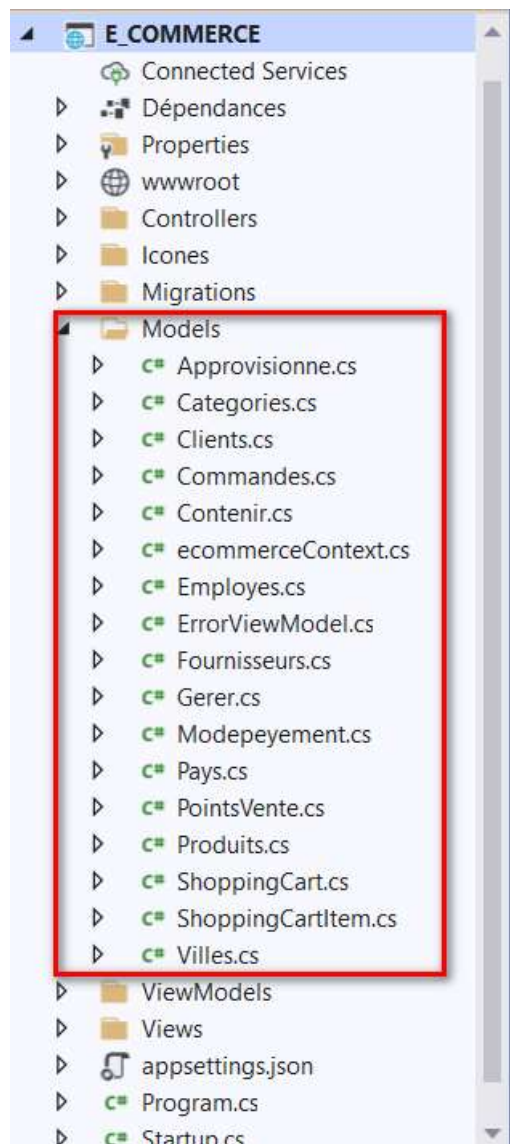 E_COMMERCE
Connected Services
Dépendances
Properties
wwwroot
Controllers
Icones
Migrations
Models
C# Approvisionne.cs
C# Categories.cs
C# Clients.cs
C# Commandes.cs
C# Contenir.cs
C# ecommerceContext.cs
C# Employes.cs
C# ErrorViewModel.cs
C# Fournisseurs.cs
C# Gerer.cs
C# Modepeyement.cs
C# Pays.cs
C# PointsVente.cs
C# Produits.cs
C# ShoppingCart.cs
C# ShoppingCartItem.cs
C# Villes.cs
ViewModels
Views
appsettings.json
C# Program.cs
C# Startup.cs